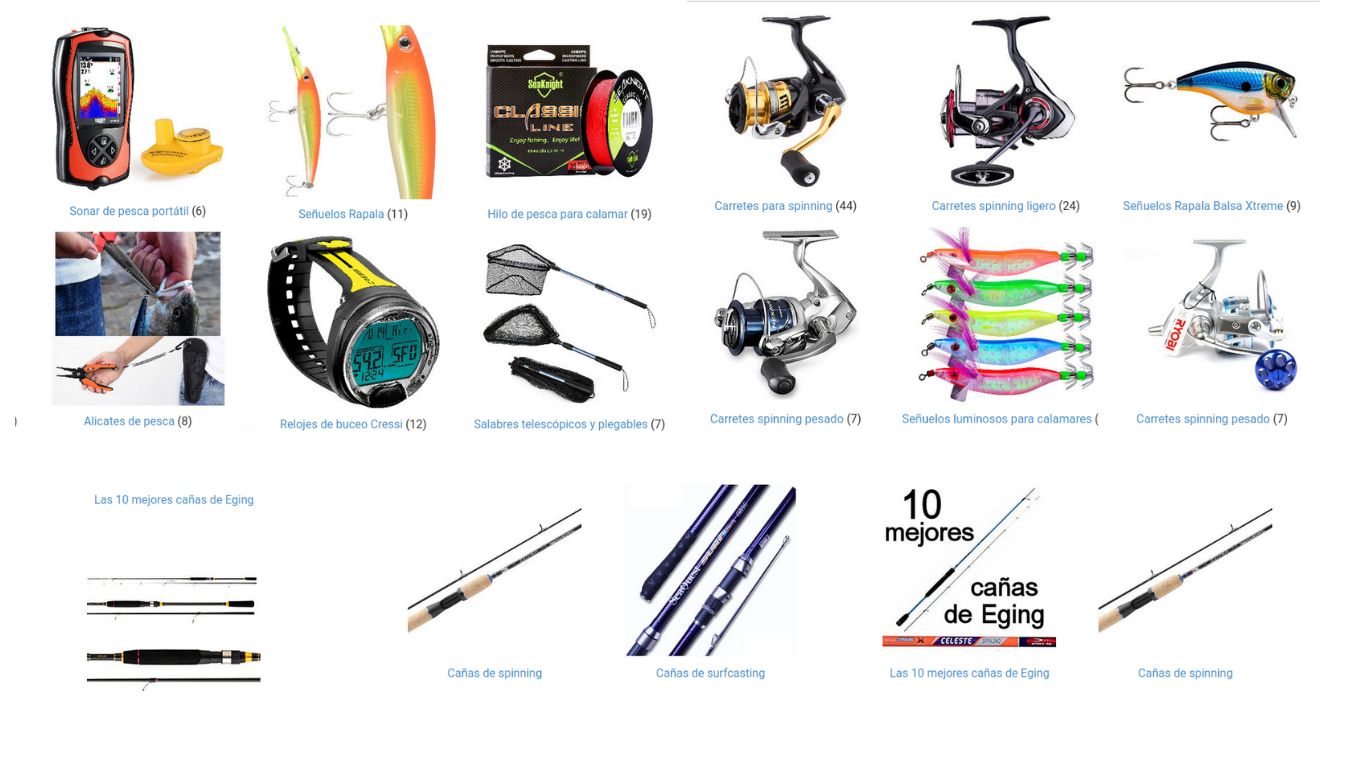 SeaKnight
CLASSI
LINE
Enjoy fishing, Enjoy life!
SEAKNIGHT
Sonar de pesca portátil (6)
Señuelos Rapala (11)
Hilo de pesca para calamar (19)
Carretes para spinning (44)
Carretes spinning ligero (24)
Señuelos Rapala Balsa Xtreme (9)
RYOBI
)
Alicates de pesca (8)
Relojes de buceo Cressi (12)
Salabres telescópicos y plegables (7)
Carretes spinning pesado (7)
Señuelos luminosos para calamares (
Carretes spinning pesado (7)
Las 10 mejores cañas de Eging
10
mejores
cañas
de Eging
CELESTE
Cañas de spinning
Cañas de surfcasting
Las 10 mejores cañas de Eging
Cañas de spinning